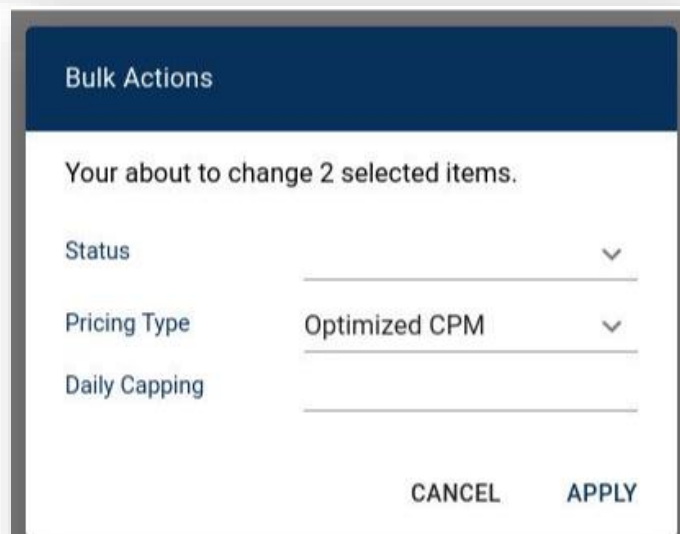 Bulk Actions
Your about to change 2 selected items.
Status
Pricing Type Optimized CPM
Daily Capping
CANCEL APPLY